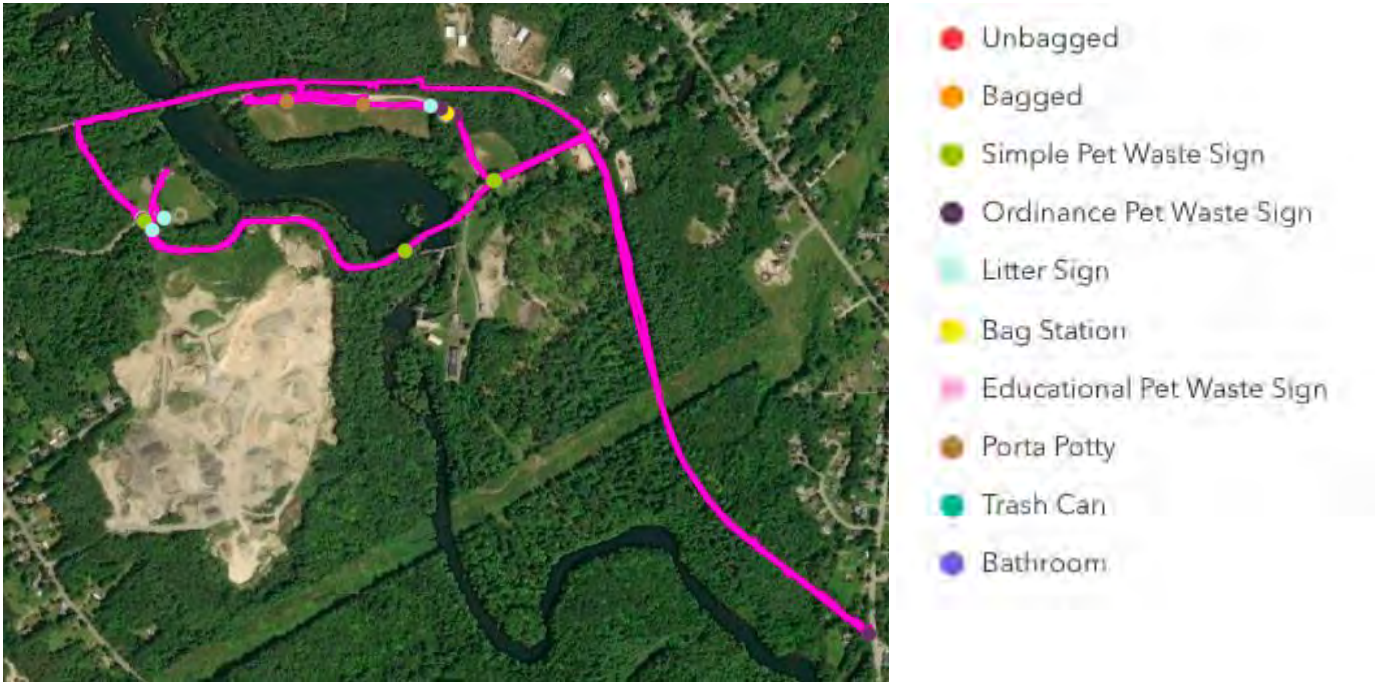 Unbagged
Bagged
Simple Pet Waste Sign
Ordinance Pet Waste Sign
Litter Sign
Bag Station
Educational Pet Waste Sign
Porta Potty
Trash Can
Bathroom